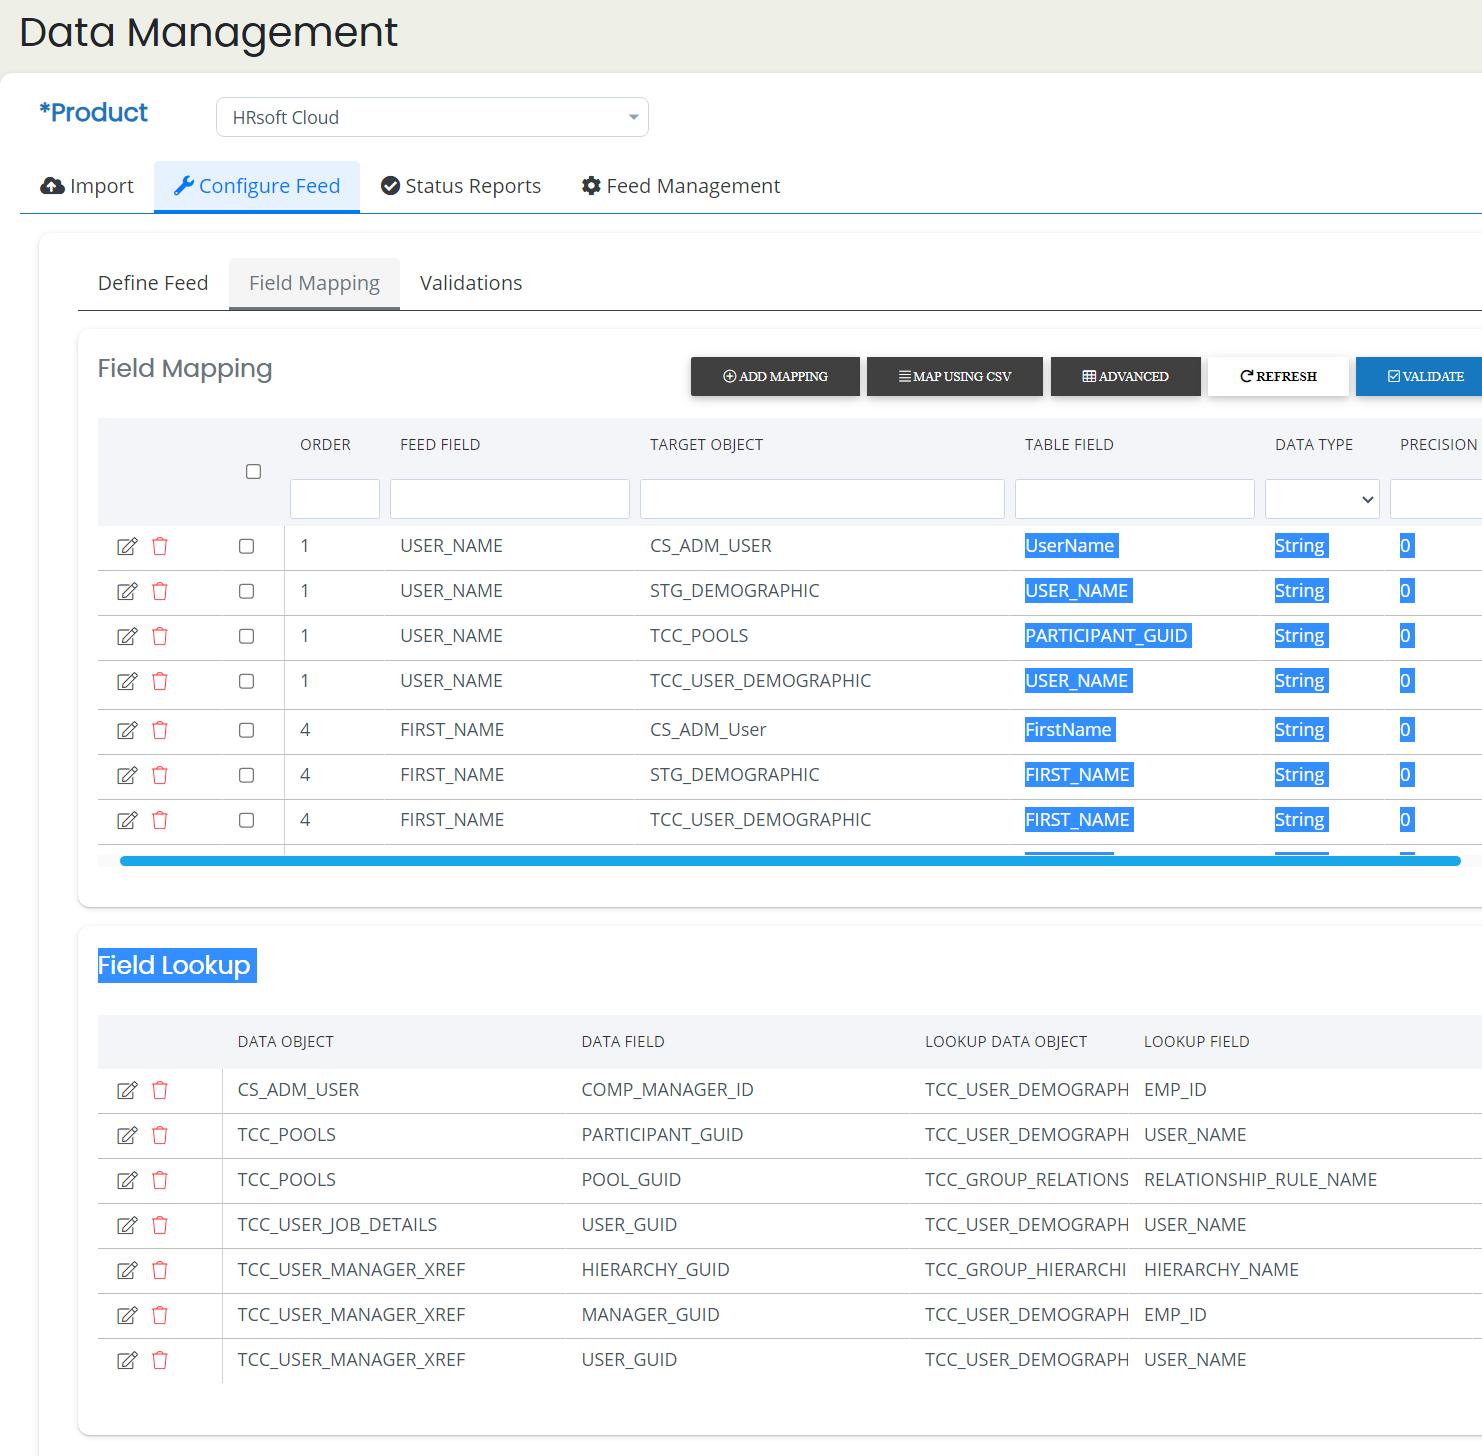 Data Management
*Product HRsoft Cloud
Import Configure Feed Status Reports Feed Management
Define Feed Field Mapping Validations
Field Mapping ADD MAPPING MAP USING CSV ADVANCED REFRESH VALIDATE
ORDER FEED FIELD TARGET OBJECT TABLE FIELD DATA TYPE PRECISION
1 USER_NAME CS_ADM_USER UserName String 0
1 USER_NAME STG_DEMOGRAPHIC USER_NAME String 0
1 USER_NAME TCC_POOLS PARTICIPANT_GUID String 0
1 USER_NAME TCC_USER_DEMOGRAPHIC USER_NAME String 0
4 FIRST_NAME CS_ADM_User FirstName String 0
4 FIRST_NAME STG_DEMOGRAPHIC FIRST_NAME String 0
4 FIRST_NAME TCC_USER_DEMOGRAPHIC FIRST_NAME String 0
Field Lookup
DATA OBJECT DATA FIELD LOOKUP DATA OBJECT LOOKUP FIELD
CS_ADM_USER COMP_MANAGER_ID TCC_USER_DEMOGRAPH EMP_ID
TCC_POOLS PARTICIPANT_GUID TCC_USER_DEMOGRAPH USER_NAME
TCC_POOLS POOL_GUID TCC_GROUP_RELATIONS RELATIONSHIP_RULE_NAME
TCC_USER_JOB_DETAILS USER_GUID TCC_USER_DEMOGRAPH USER_NAME
TCC_USER_MANAGER_XREF HIERARCHY_GUID TCC_GROUP_HIERARCHI HIERARCHY_NAME
TCC_USER_MANAGER_XREF MANAGER_GUID TCC_USER_DEMOGRAPH EMP_ID
TCC_USER_MANAGER_XREF USER_GUID TCC_USER_DEMOGRAPH USER_NAME